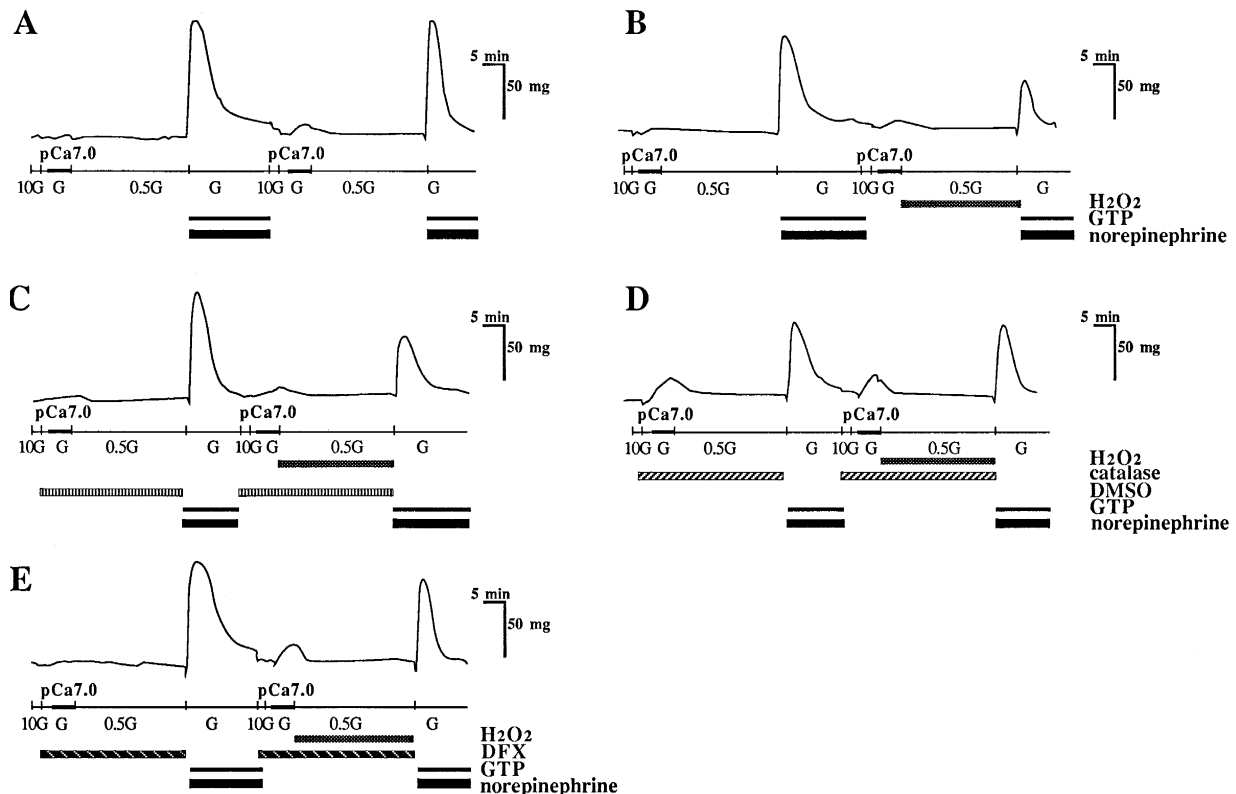 A
5 min
50 mg
pCa7.0 pCa7.0
10G G 0.5G G 10G G 0.5G G
B
5 min
50 mg
pCa7.0 pCa7.0
10G G 0.5G G 10G G 0.5G G
H2O2
GTP
norepinephrine
C
5 min
50 mg
pCa7.0 pCa7.0
10G G 0.5G G 10G G 0.5G G
D
5 min
50 mg
pCa7.0 pCa7.0
10G G 0.5G G 10G G 0.5G G
H2O2
catalase
DMSO
GTP
norepinephrine
E
5 min
50 mg
pCa7.0 pCa7.0
10G G 0.5G G 10G G 0.5G G
H2O2
DFX
GTP
norepinephrine